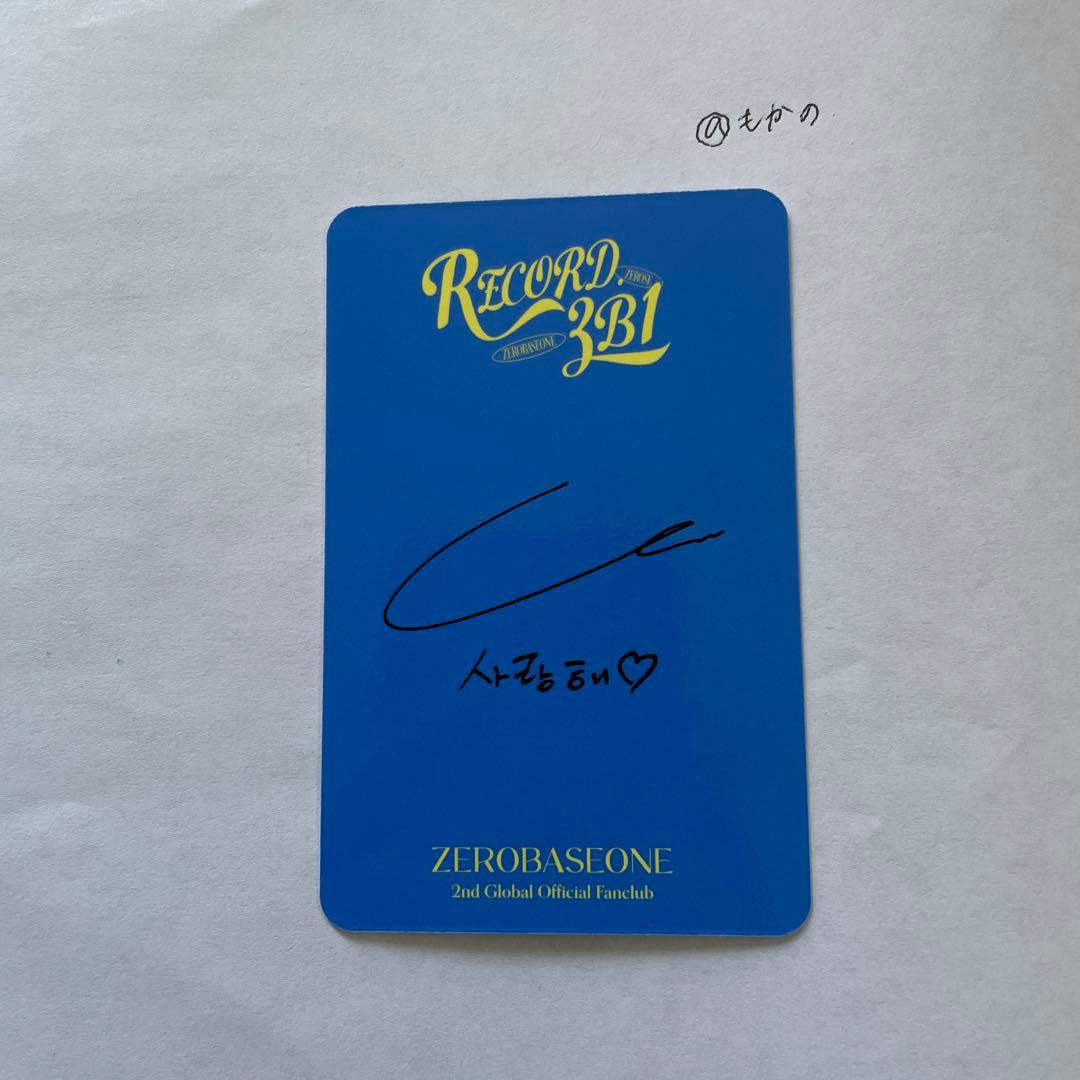 @もかの
RECORD.
ZEROSE
ZB1
ZEROBASEONE
사랑해♡
ZEROBASEONE
2nd Global Official Fanclub